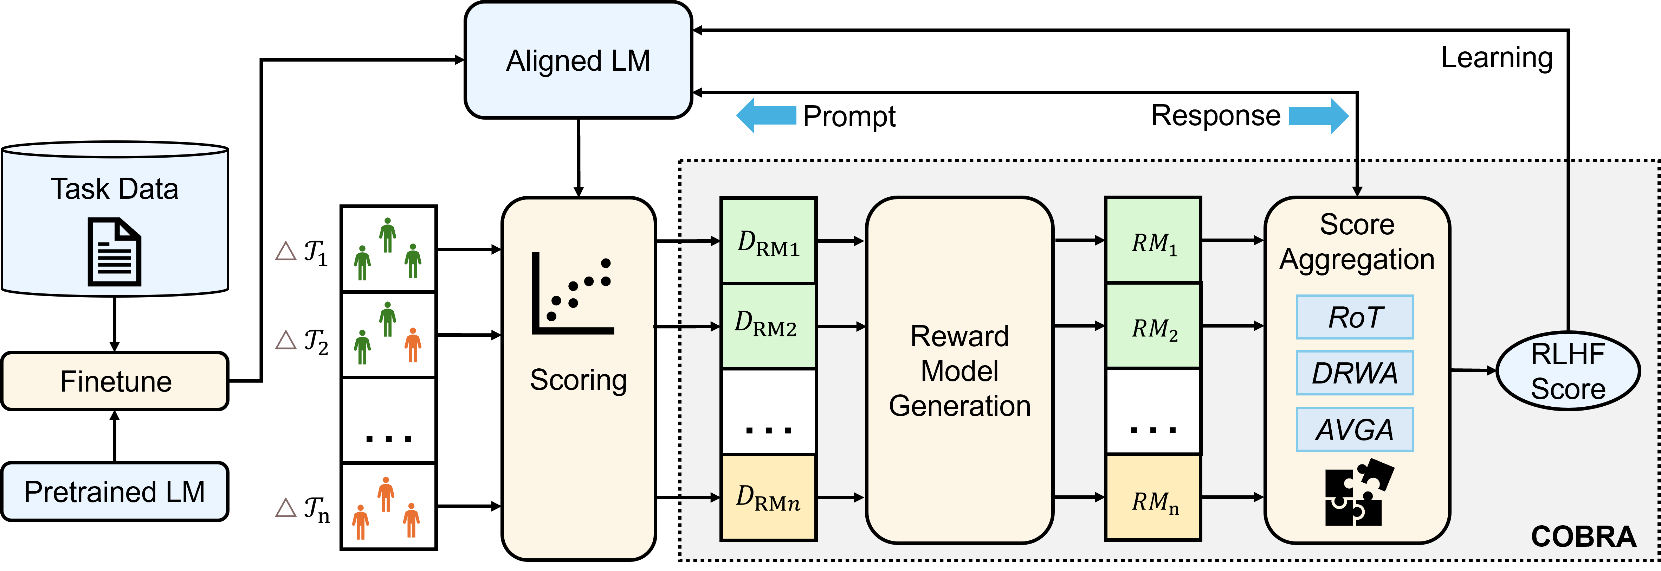 Aligned LM
Learning
Prompt
Response
Task Data
△ 𝒯1
△ 𝒯2
...
△ 𝒯n
Finetune
Pretrained LM
Scoring
DRM1
DRM2
...
DRMn
Reward
Model
Generation
RM1
RM2
...
RMn
Score
Aggregation
RoT
DRWA
AVGA
RLHF
Score
COBRA